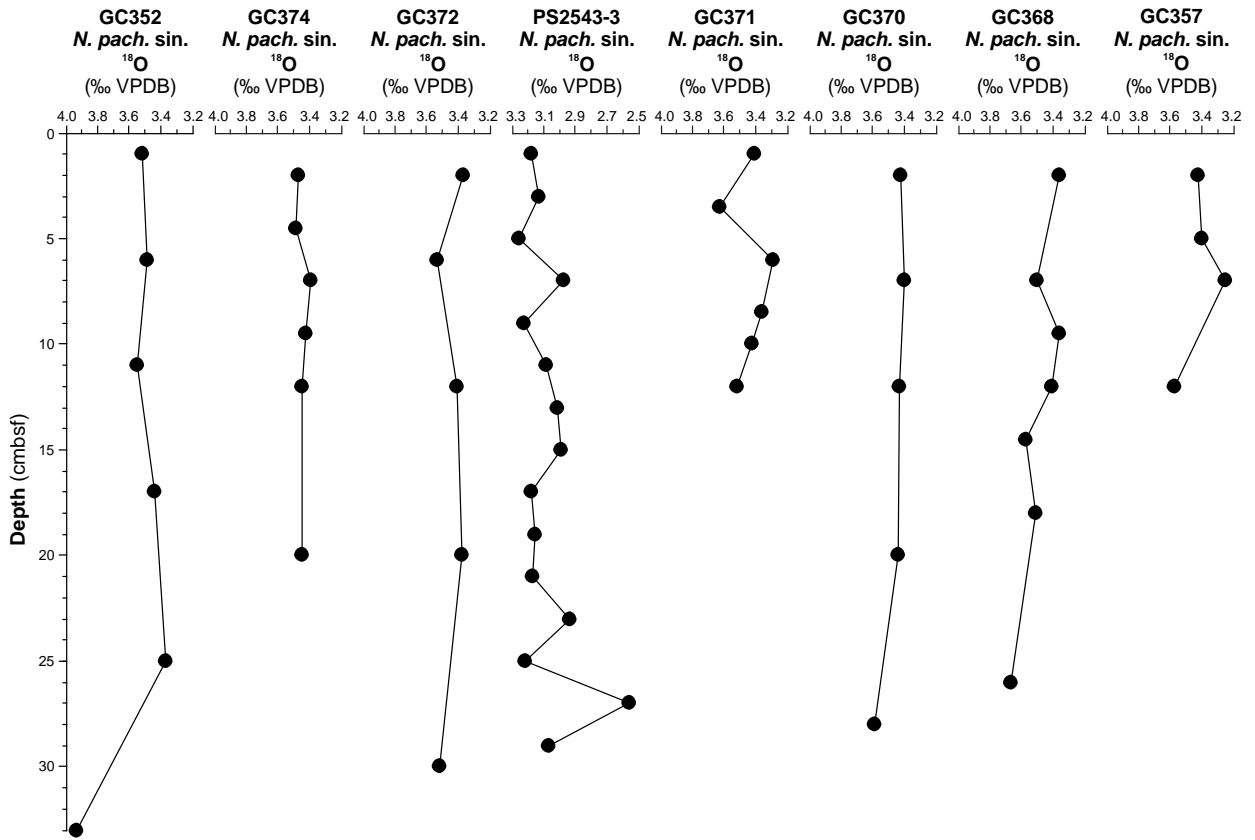 GC352
N. pach. sin.
18O
(‰ VPDB)
4.0 3.8 3.6 3.4 3.2
GC374
N. pach. sin.
18O
(‰ VPDB)
4.0 3.8 3.6 3.4 3.2
GC372
N. pach. sin.
18O
(‰ VPDB)
4.0 3.8 3.6 3.4 3.2
PS2543-3
N. pach. sin.
18O
(‰ VPDB)
3.3 3.1 2.9 2.7 2.5
GC371
N. pach. sin.
18O
(‰ VPDB)
4.0 3.8 3.6 3.4 3.2
GC370
N. pach. sin.
18O
(‰ VPDB)
4.0 3.8 3.6 3.4 3.2
GC368
N. pach. sin.
18O
(‰ VPDB)
4.0 3.8 3.6 3.4 3.2
GC357
N. pach. sin.
18O
(‰ VPDB)
4.0 3.8 3.6 3.4 3.2
Depth (cmbsf)
0
5
10
15
20
25
30